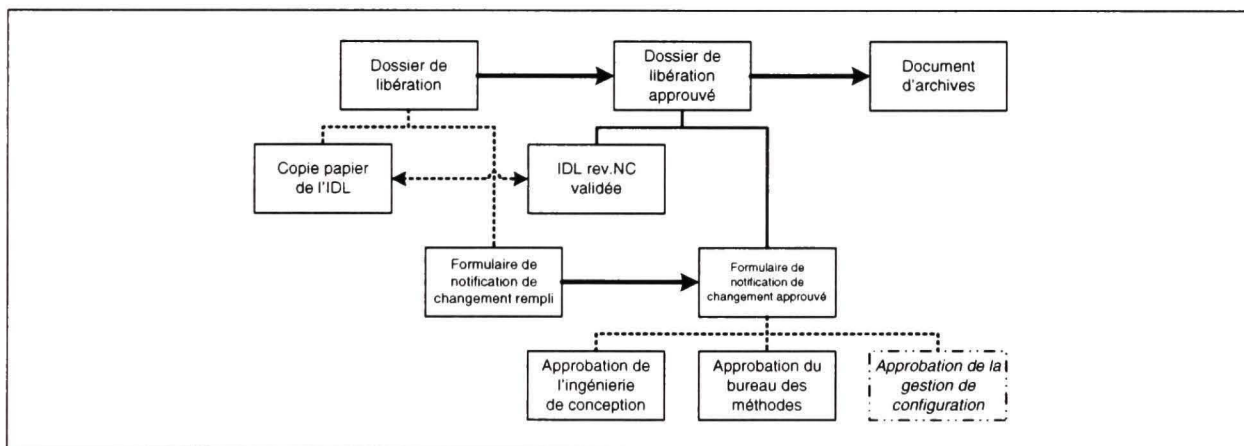 Dossier de
libération
Dossier de
libération
approuvé
Document
d'archives
Copie papier
de l'IDL
IDL rev.NC
validée
Formulaire de
notification de
changement rempli
Formulaire de
notification de
changement approuvé
Approbation de
l'ingénierie
de conception
Approbation du
bureau des
méthodes
Approbation de la
gestion de
configuration